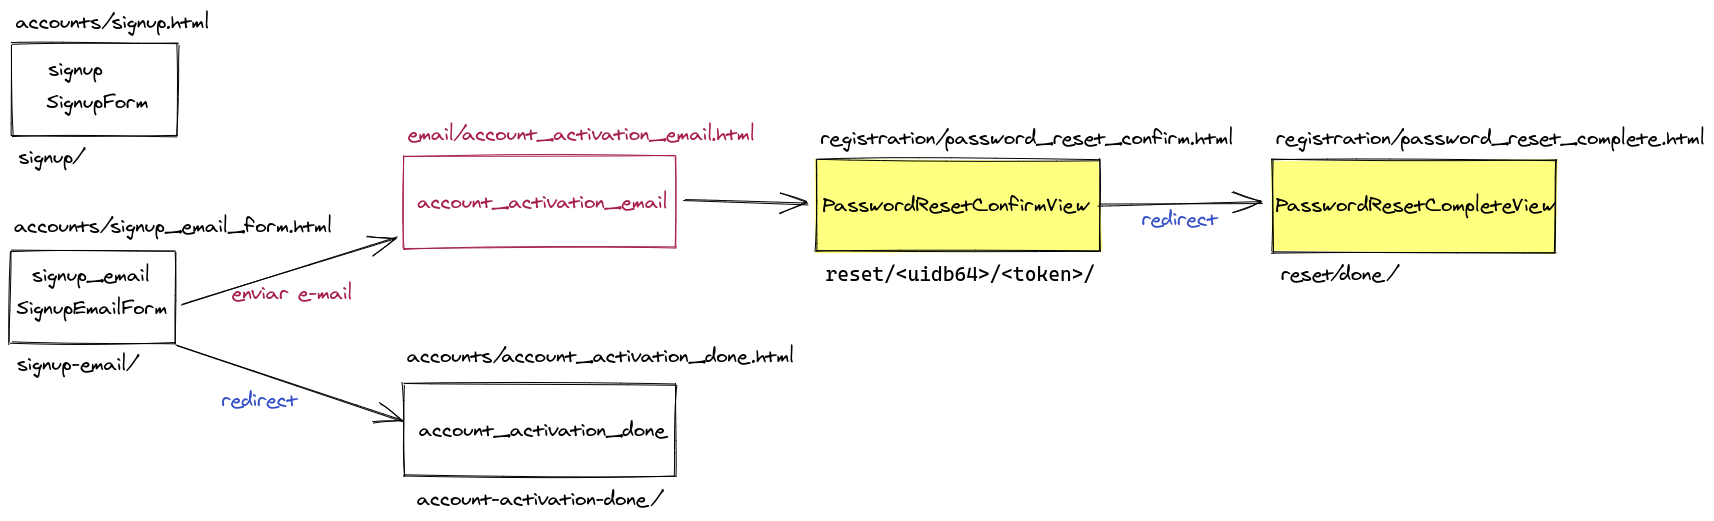 accounts/signup.html
signup
SignupForm
signup/
accounts/signup_email_form.html
signup_email
SignupEmailForm
signup-email/
enviar e-mail
redirect
email/account_activation_email.html
account_activation_email
accounts/account_activation_done.html
account_activation_done
account-activation-done/
registration/password_reset_confirm.html
PasswordResetConfirmView
reset/<uidb64>/<token>/
redirect
registration/password_reset_complete.html
PasswordResetCompleteView
reset/done/